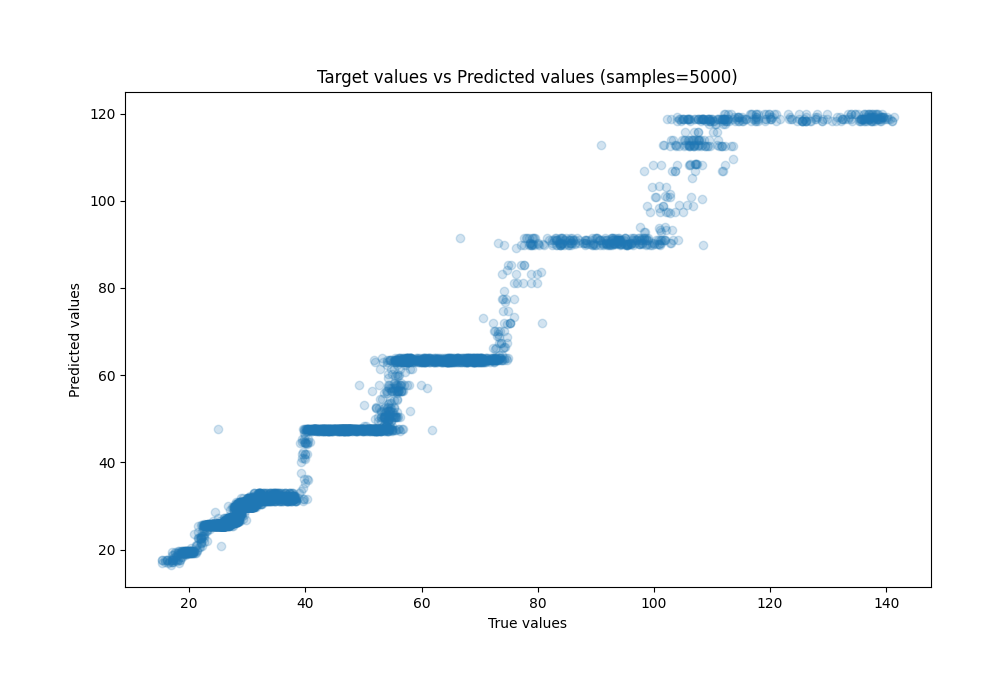 Target values vs Predicted values (samples=5000)
120
100
80
60
40
20
Predicted values
20 40 60 80 100 120 140
True values